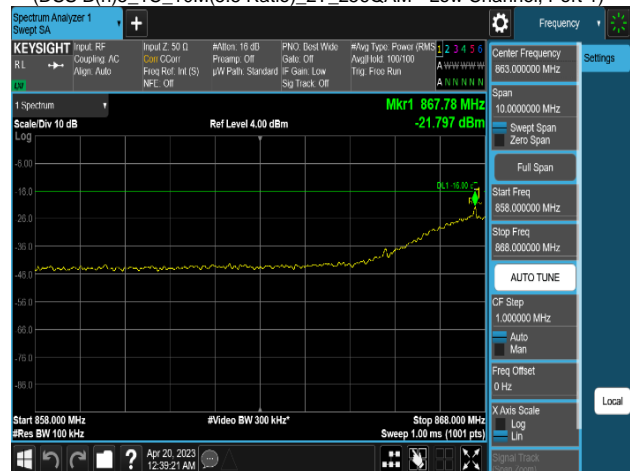 Spectrum Analyzer 1
Swept SA
Frequency
KEYSIGHT
RL
Input: RF
Coupling: AC
Align: Auto
Input Z: 50 Ω
Corr CCorr
Freq Ref: Int (S)
NFE: Off
#Atten: 16 dB
Preamp: Off
µW Path: Standard
PNO: Best Wide
Gate: Off
IF Gain: Low
Sig Track: Off
#Avg Type: Power (RMS
Avg|Hold: 100/100
Trig: Free Run
1 2 3 4 5 6
A WWWWW
A N N N N N
1 Spectrum
Scale/Div 10 dB
Log
Ref Level 4.00 dBm
Mkr1 867.78 MHz
-21.797 dBm
DL1 -16.00
-6.00
-16.0
-26.0
-36.0
-46.0
-56.0
-66.0
-76.0
-86.0
Start 858.000 MHz
#Res BW 100 kHz
#Video BW 300 kHz*
Stop 868.000 MHz
Sweep 1.00 ms (1001 pts)
Apr 20, 2023
12:39:21 AM
Center Frequency
863.000000 MHz
Settings
Span
10.0000000 MHz
Swept Span
Zero Span
Full Span
Start Freq
858.000000 MHz
Stop Freq
868.000000 MHz
AUTO TUNE
CF Step
1.000000 MHz
Auto
Man
Freq Offset
0 Hz
X Axis Scale
Log
Lin
Local
Signal Track